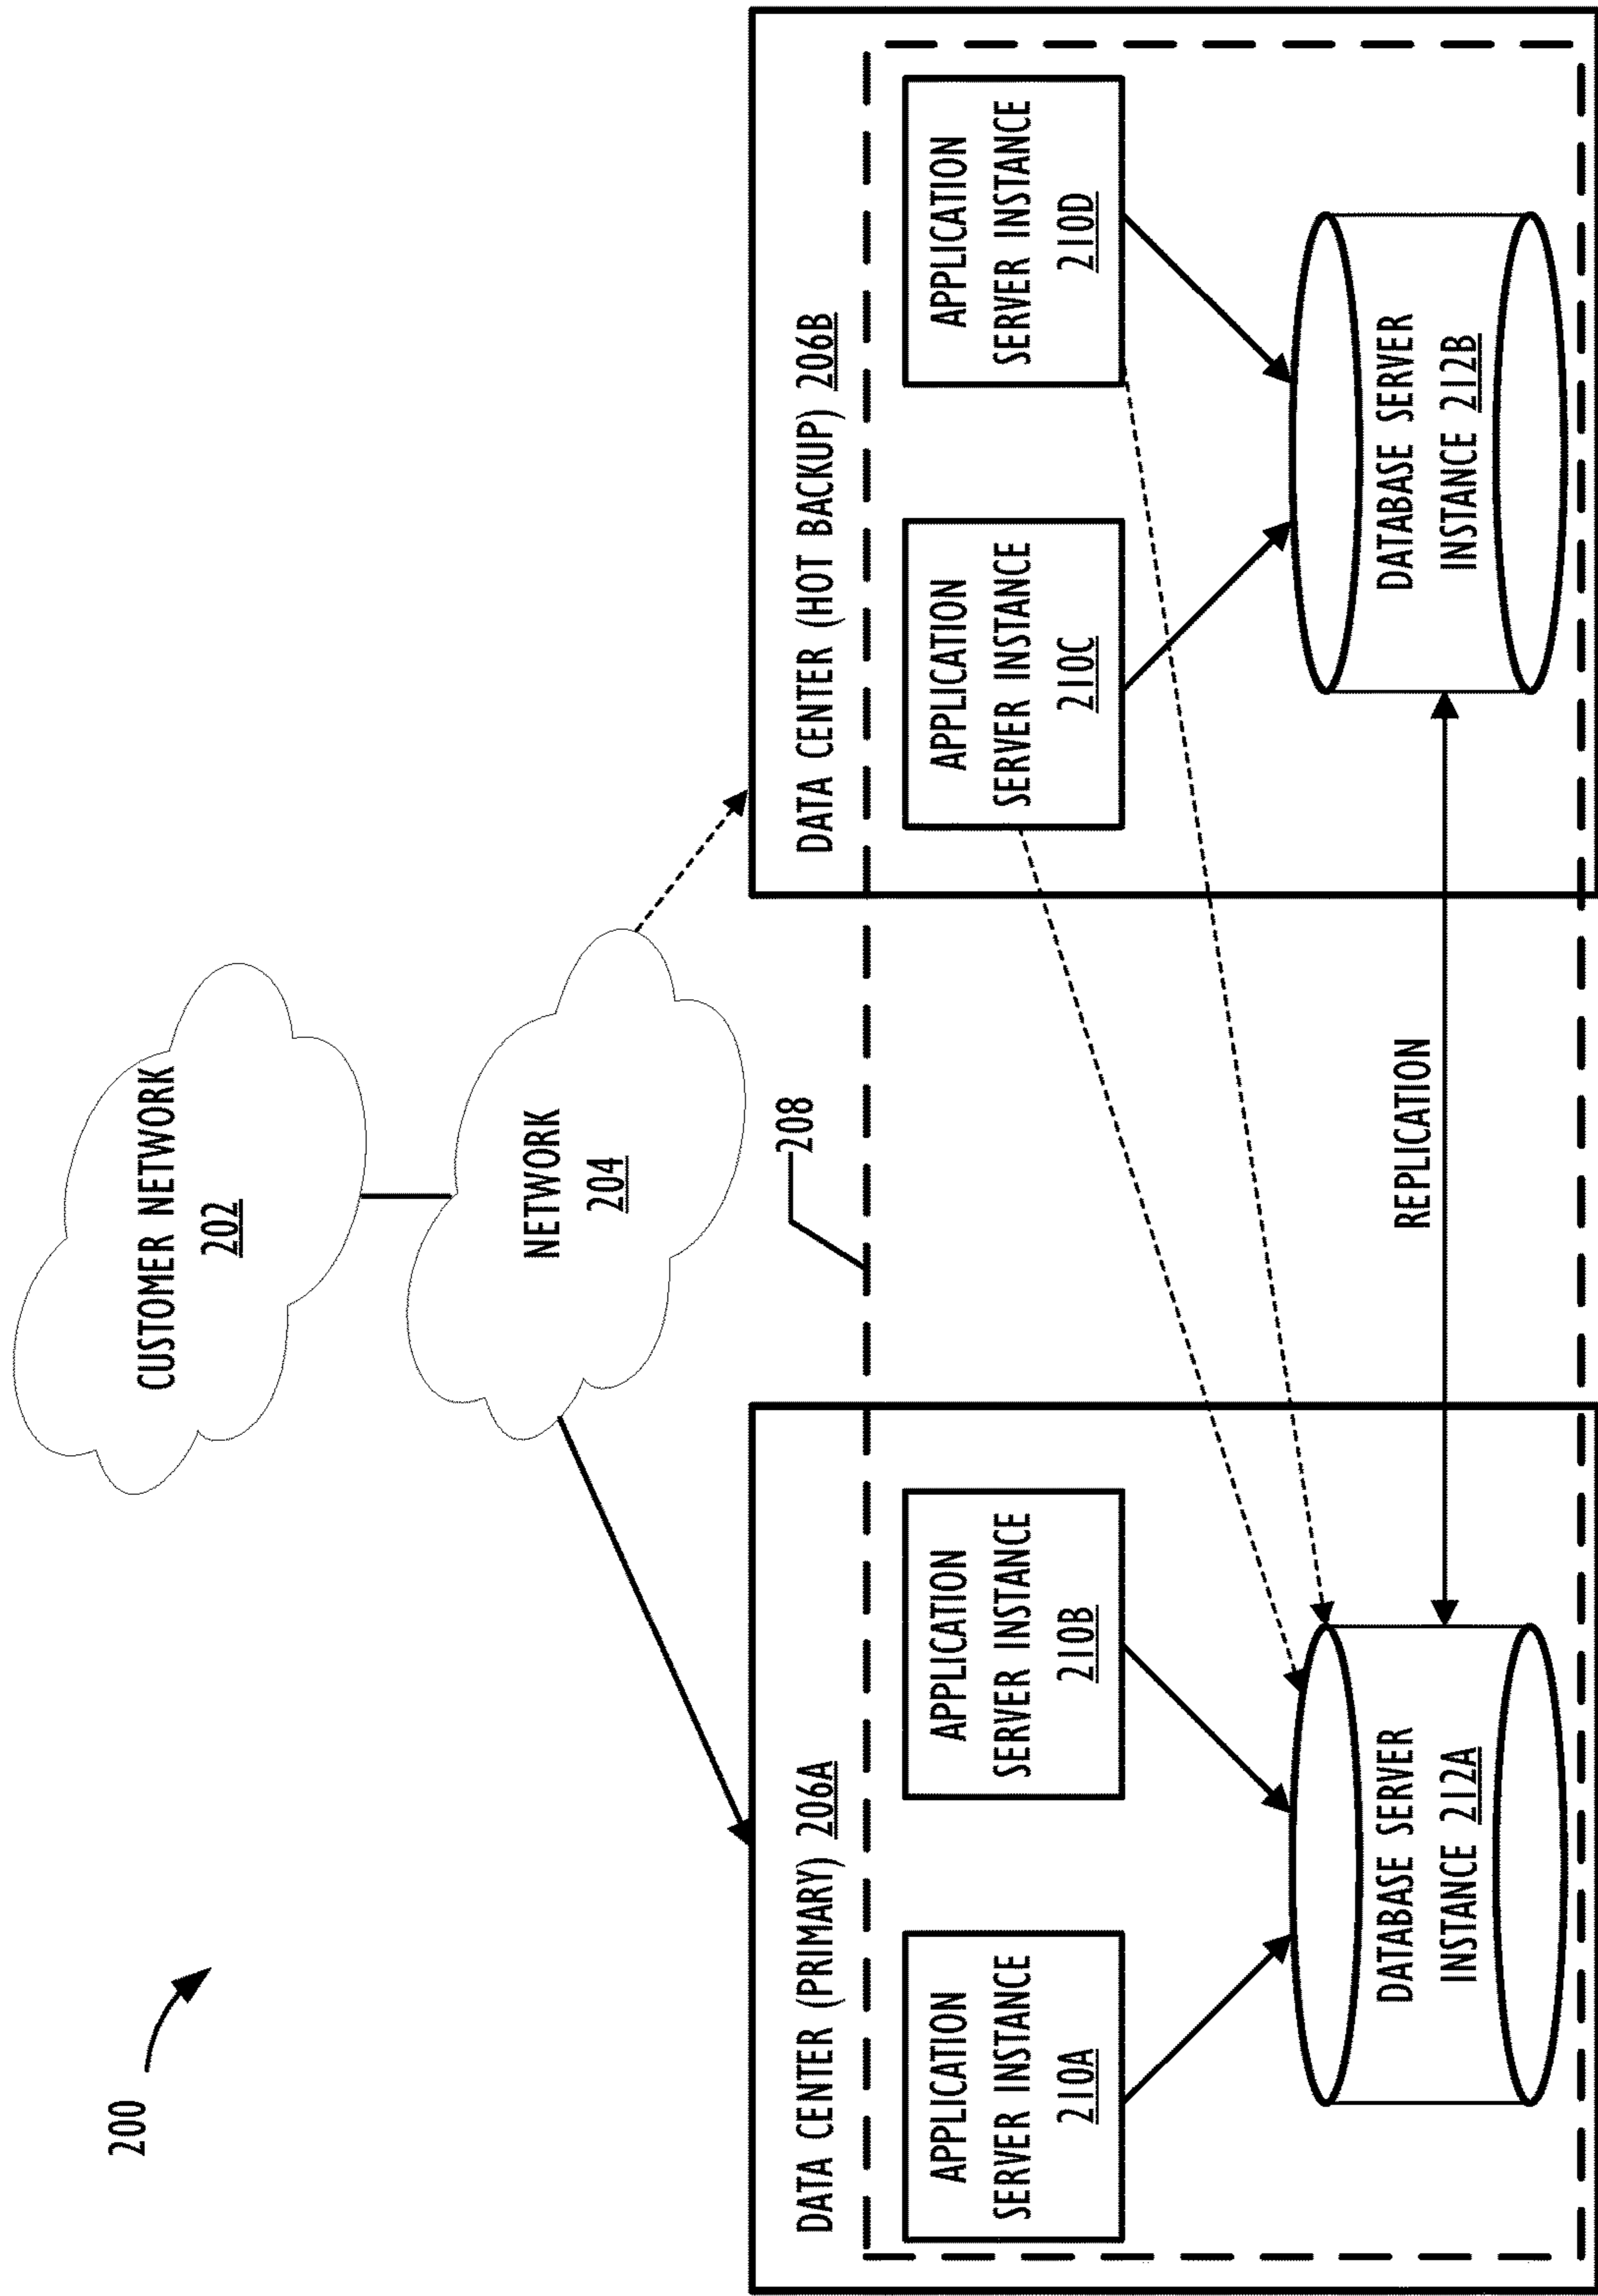 200
CUSTOMER NETWORK
202
NETWORK
204
208
DATA CENTER (PRIMARY) 206A
APPLICATION
SERVER INSTANCE
210A
APPLICATION
SERVER INSTANCE
210B
DATABASE SERVER
INSTANCE 212A
REPLICATION
DATA CENTER (HOT BACKUP) 206B
APPLICATION
SERVER INSTANCE
210C
APPLICATION
SERVER INSTANCE
210D
DATABASE SERVER
INSTANCE 212B